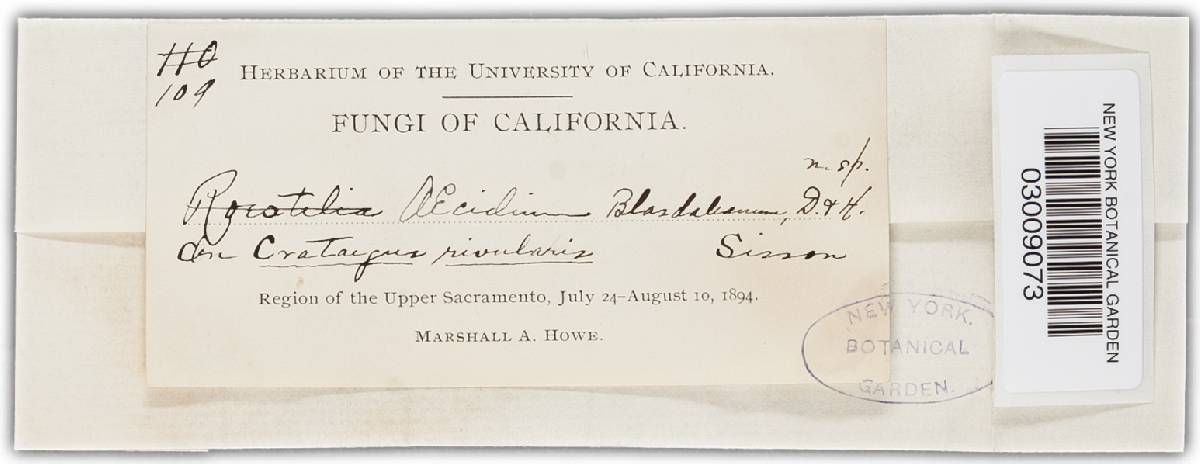 110
109
HERBARIUM OF THE UNIVERSITY OF CALIFORNIA.
FUNGI OF CALIFORNIA.
n. sp.
Roestelia Æcidium Blasdaleanum, D. & H.
On Crataegus rivularis Sisson
Region of the Upper Sacramento, July 24–August 10, 1894.
MARSHALL A. HOWE.
NEW YORK
BOTANICAL
GARDEN.
NEW YORK BOTANICAL GARDEN
03009073